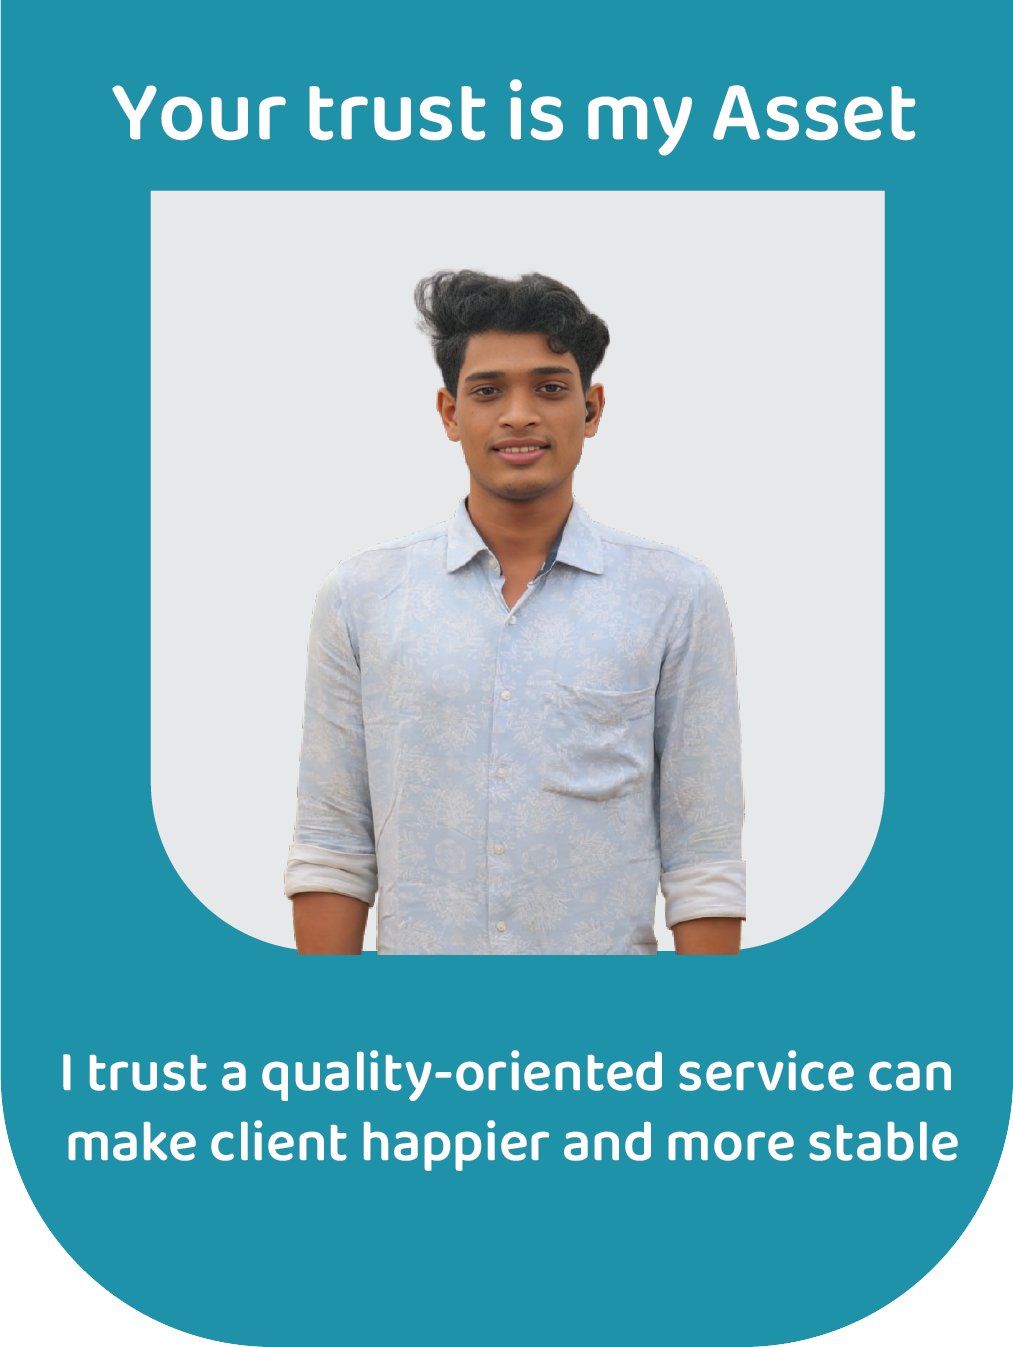 Your trust is my Asset
I trust a quality-oriented service can
make client happier and more stable